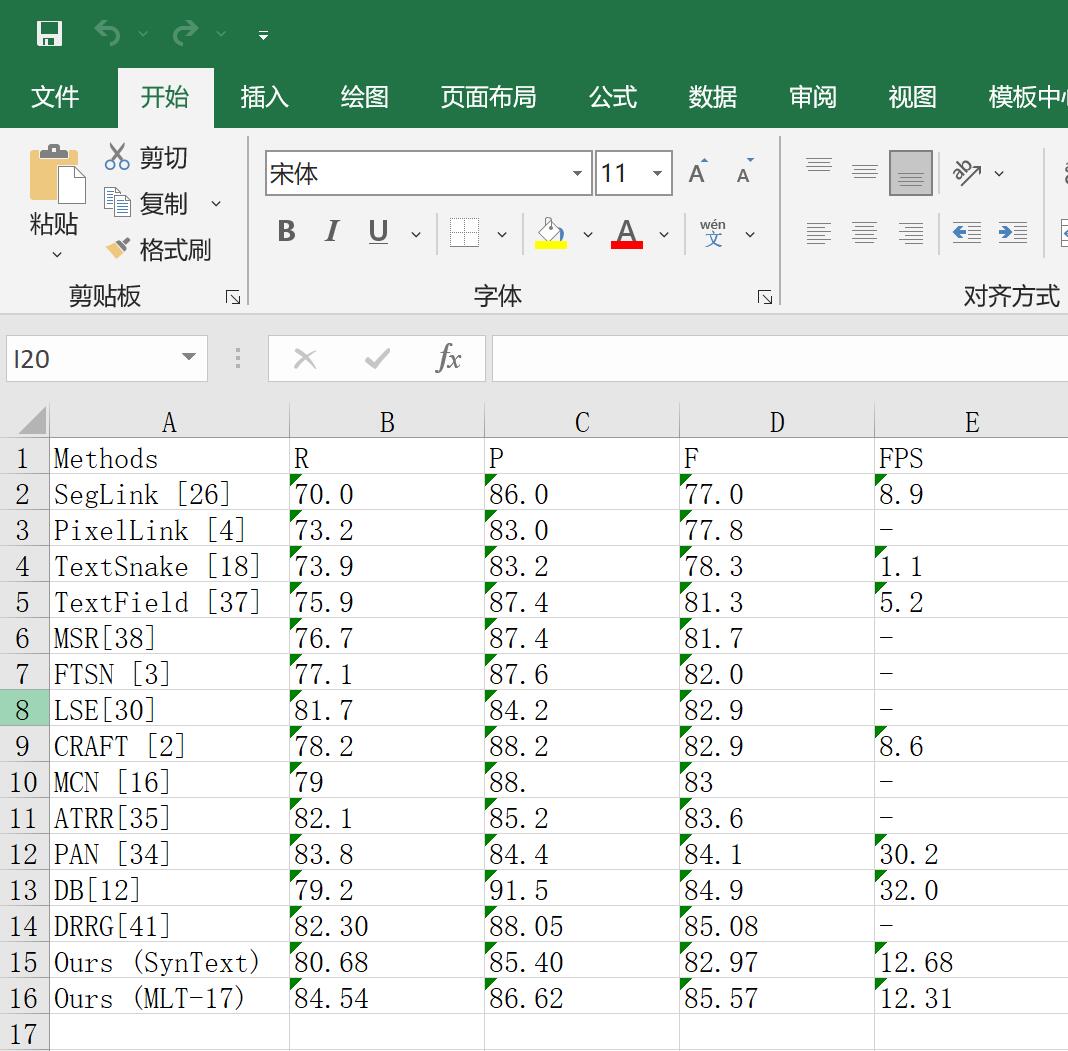 文件 开始 插入 绘图 页面布局 公式 数据 审阅 视图 模板中
剪切 宋体 11 A A
粘贴 复制 B I U A wén 文
格式刷
剪贴板 字体 对齐方式
I20 fx
A B C D E
1 Methods R P F FPS
2 SegLink [26] 70.0 86.0 77.0 8.9
3 PixelLink [4] 73.2 83.0 77.8 -
4 TextSnake [18] 73.9 83.2 78.3 1.1
5 TextField [37] 75.9 87.4 81.3 5.2
6 MSR[38] 76.7 87.4 81.7 -
7 FTSN [3] 77.1 87.6 82.0 -
8 LSE[30] 81.7 84.2 82.9 -
9 CRAFT [2] 78.2 88.2 82.9 8.6
10 MCN [16] 79 88. 83 -
11 ATRR[35] 82.1 85.2 83.6 -
12 PAN [34] 83.8 84.4 84.1 30.2
13 DB[12] 79.2 91.5 84.9 32.0
14 DRRG[41] 82.30 88.05 85.08 -
15 Ours (SynText) 80.68 85.40 82.97 12.68
16 Ours (MLT-17) 84.54 86.62 85.57 12.31
17